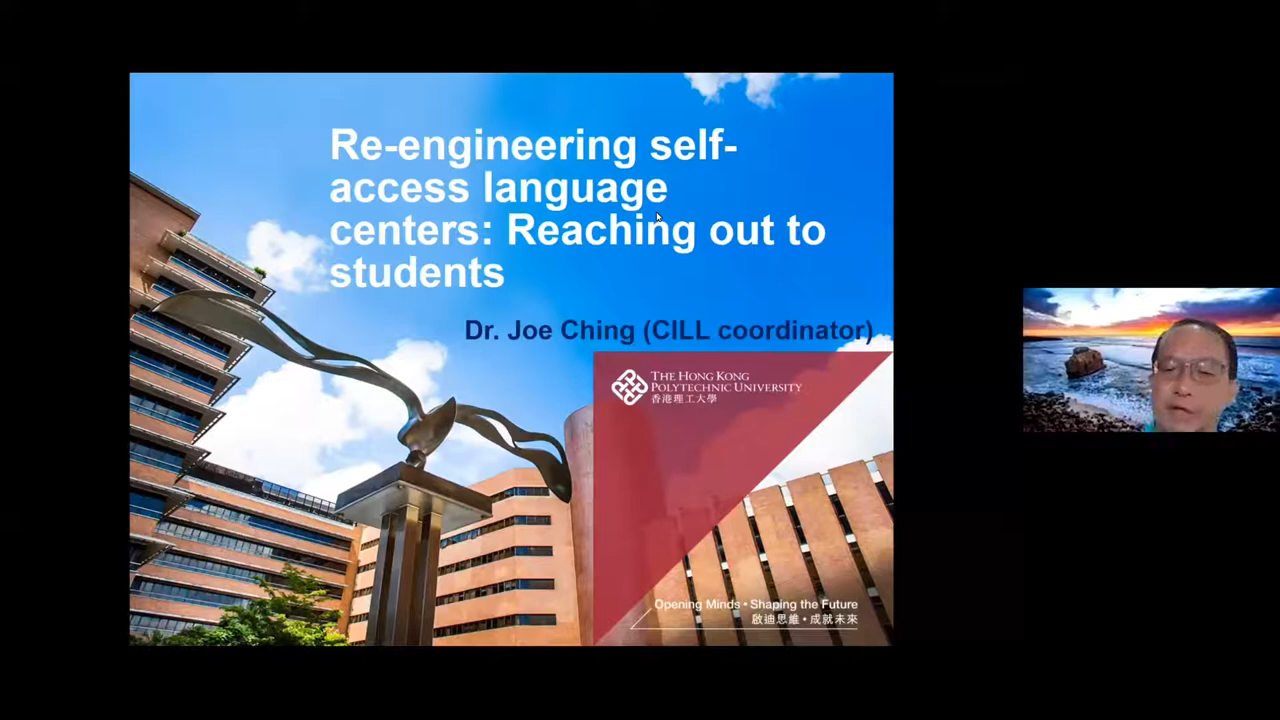 Re-engineering self-
access language
centers: Reaching out to
students
Dr. Joe Ching (CILL coordinator)
THE HONG KONG
POLYTECHNIC UNIVERSITY
香港理工大學
Opening Minds • Shaping the Future
啟迪思維 • 成就未來